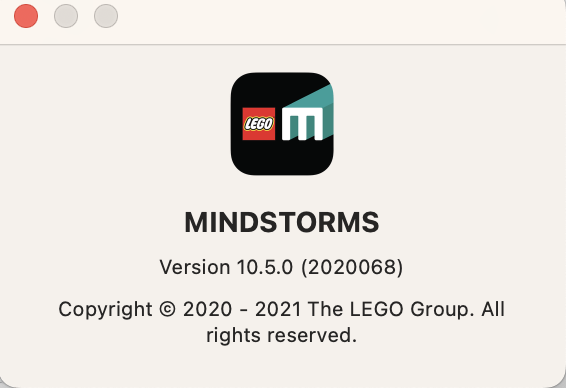 LEGO m
MINDSTORMS
Version 10.5.0 (2020068)
Copyright © 2020 - 2021 The LEGO Group. All
rights reserved.